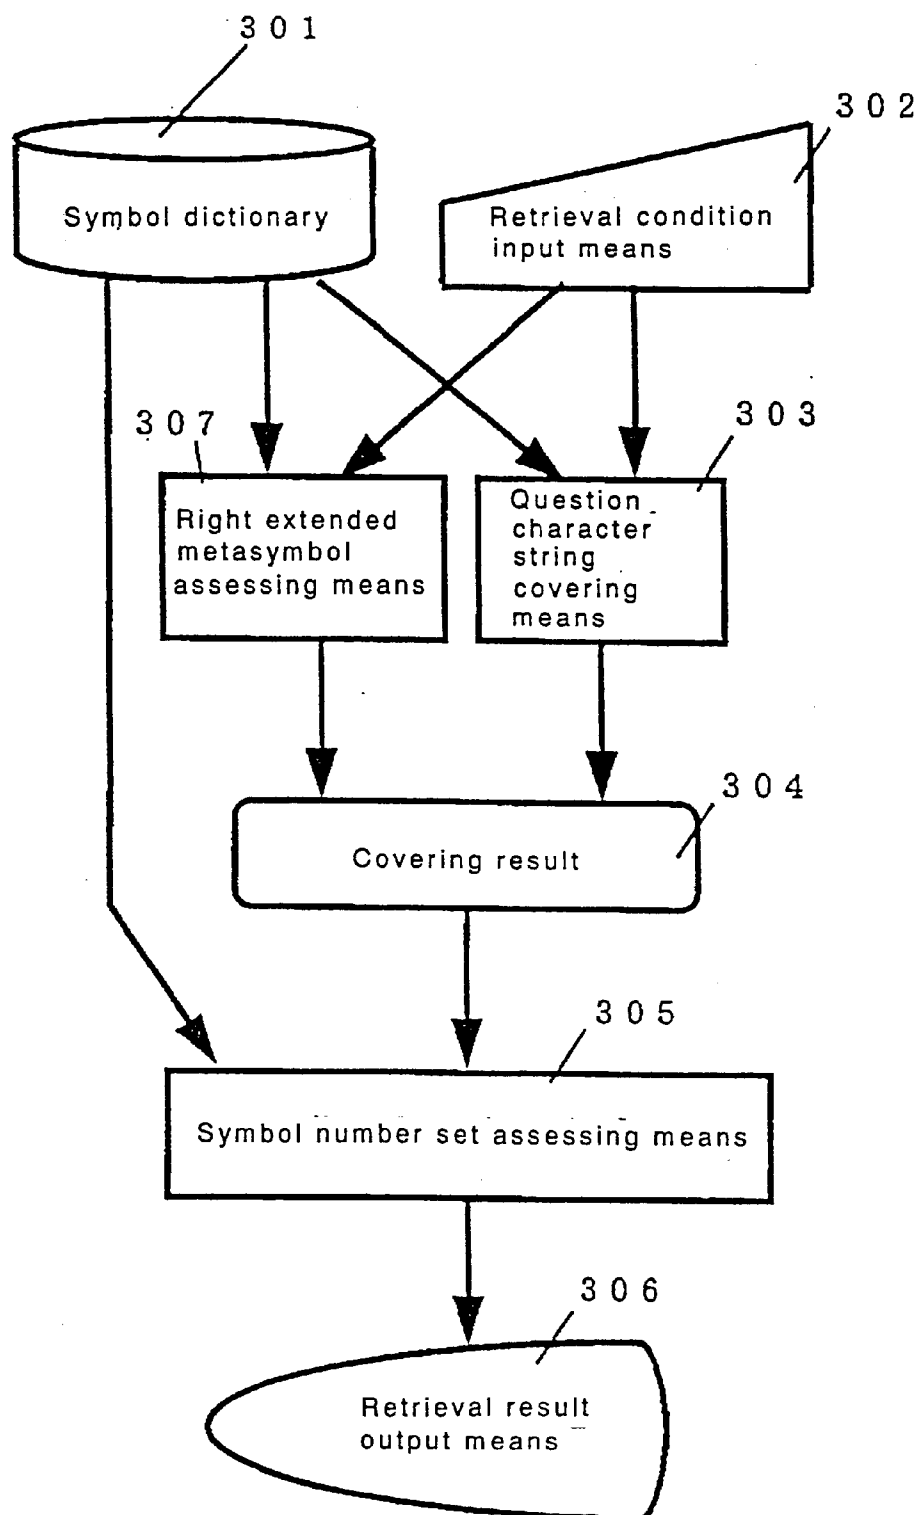 301
302
Symbol dictionary
Retrieval condition
input means
307
303
Right extended
metasymbol
assessing means
Question
character
string
covering
means
304
Covering result
305
Symbol number set assessing means
306
Retrieval result
output means